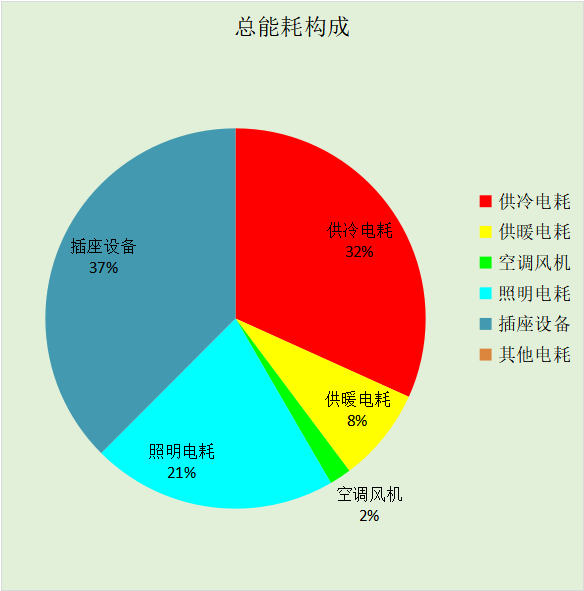 总能耗构成
供冷电耗
32%
供暖电耗
8%
空调风机
2%
照明电耗
21%
插座设备
37%
供冷电耗
供暖电耗
空调风机
照明电耗
插座设备
其他电耗